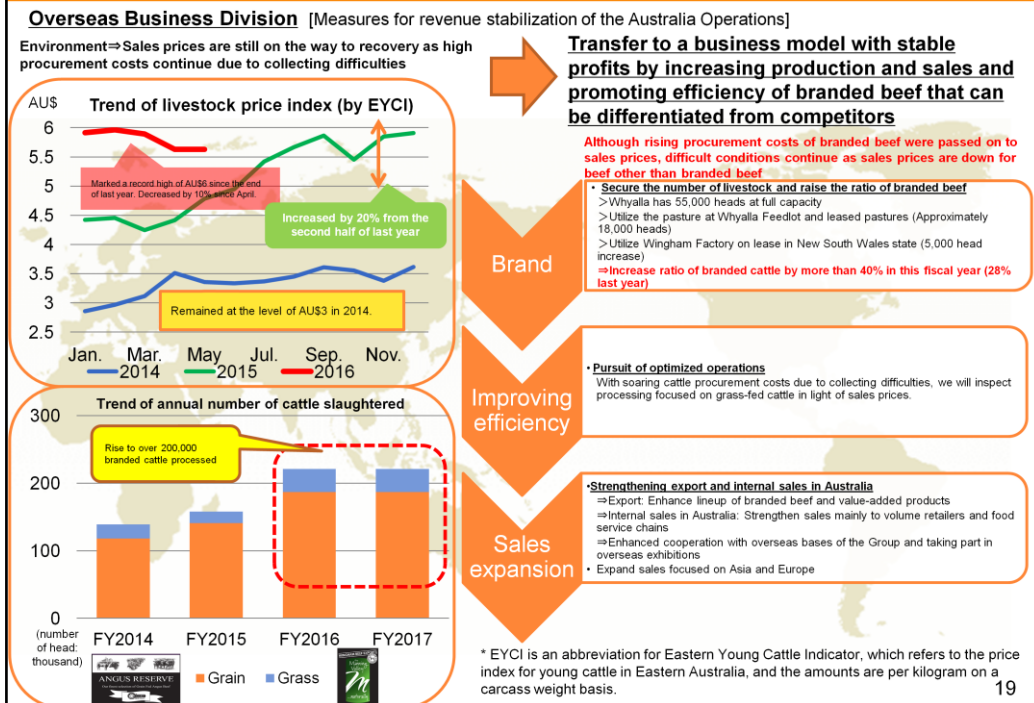 Overseas Business Division [Measures for revenue stabilization of the Australia Operations]
Environment⇒Sales prices are still on the way to recovery as high
procurement costs continue due to collecting difficulties
Transfer to a business model with stable
profits by increasing production and sales and
promoting efficiency of branded beef that can
be differentiated from competitors
AU$
Trend of livestock price index (by EYCI)
6
5.5
4.5
4
3.5
3
2.5
Marked a record high of AU$6 since the end
of last year. Decreased by 10% since April.
Increased by 20% from the
second half of last year
Remained at the level of AU$3 in 2014.
Jan. Mar. May Jul. Sep. Nov.
2014 2015 2016
Although rising procurement costs of branded beef were passed on to
sales prices, difficult conditions continue as sales prices are down for
beef other than branded beef
Brand
• Secure the number of livestock and raise the ratio of branded beef
＞Whyalla has 55,000 heads at full capacity
＞Utilize the pasture at Whyalla Feedlot and leased pastures (Approximately
18,000 heads)
＞Utilize Wingham Factory on lease in New South Wales state (5,000 head
increase)
⇒Increase ratio of branded cattle by more than 40% in this fiscal year (28%
last year)
Improving
efficiency
• Pursuit of optimized operations
With soaring cattle procurement costs due to collecting difficulties, we will inspect
processing focused on grass-fed cattle in light of sales prices.
Trend of annual number of cattle slaughtered
300
200
100
0
Rise to over 200,000
branded cattle processed
FY2014 FY2015 FY2016 FY2017
(number
of head:
thousand)
ANGUS RESERVE
Grain Grass
Sales
expansion
•Strengthening export and internal sales in Australia
⇒Export: Enhance lineup of branded beef and value-added products
⇒Internal sales in Australia: Strengthen sales mainly to volume retailers and food
service chains
⇒Enhanced cooperation with overseas bases of the Group and taking part in
overseas exhibitions
• Expand sales focused on Asia and Europe
* EYCI is an abbreviation for Eastern Young Cattle Indicator, which refers to the price
index for young cattle in Eastern Australia, and the amounts are per kilogram on a
carcass weight basis.
19